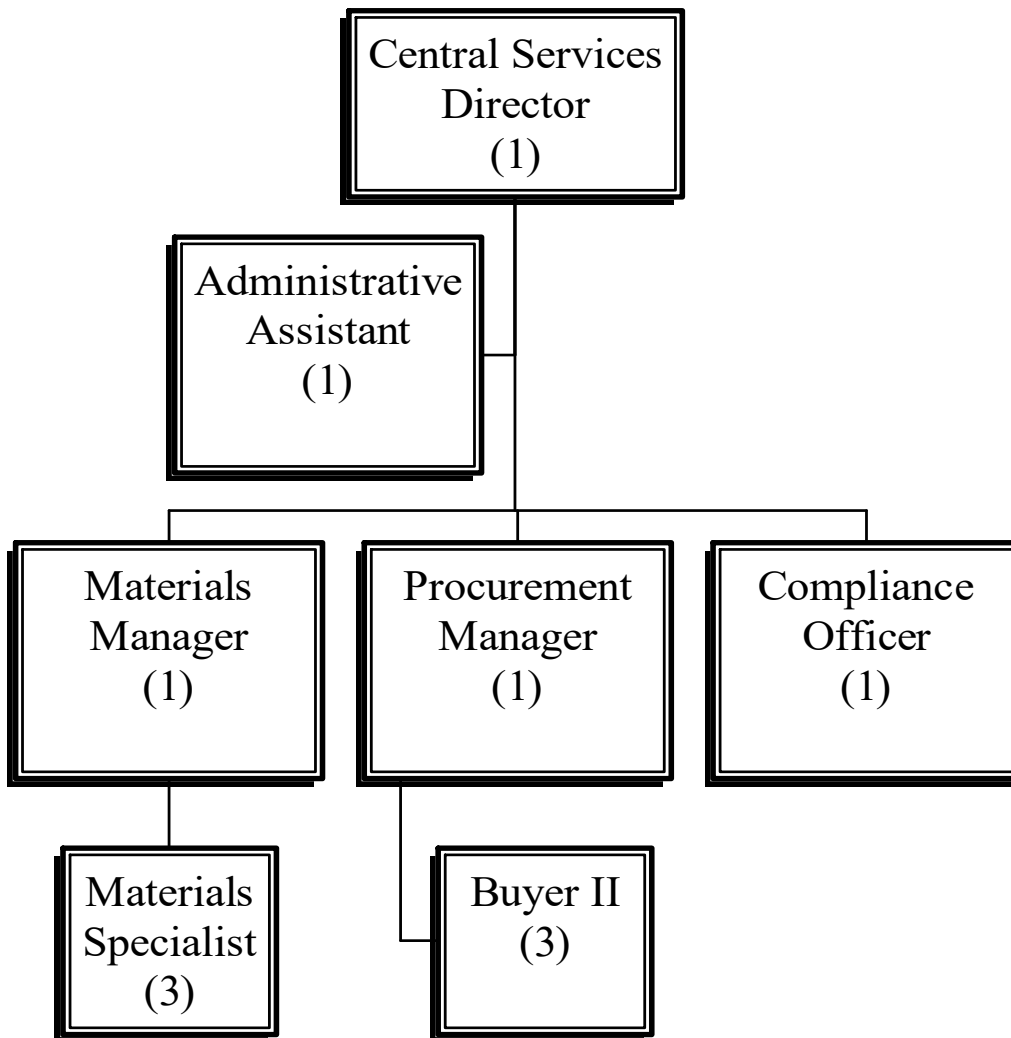 Central Services
Director
(1)
Administrative
Assistant
(1)
Materials
Manager
(1)
Procurement
Manager
(1)
Compliance
Officer
(1)
Materials
Specialist
(3)
Buyer II
(3)